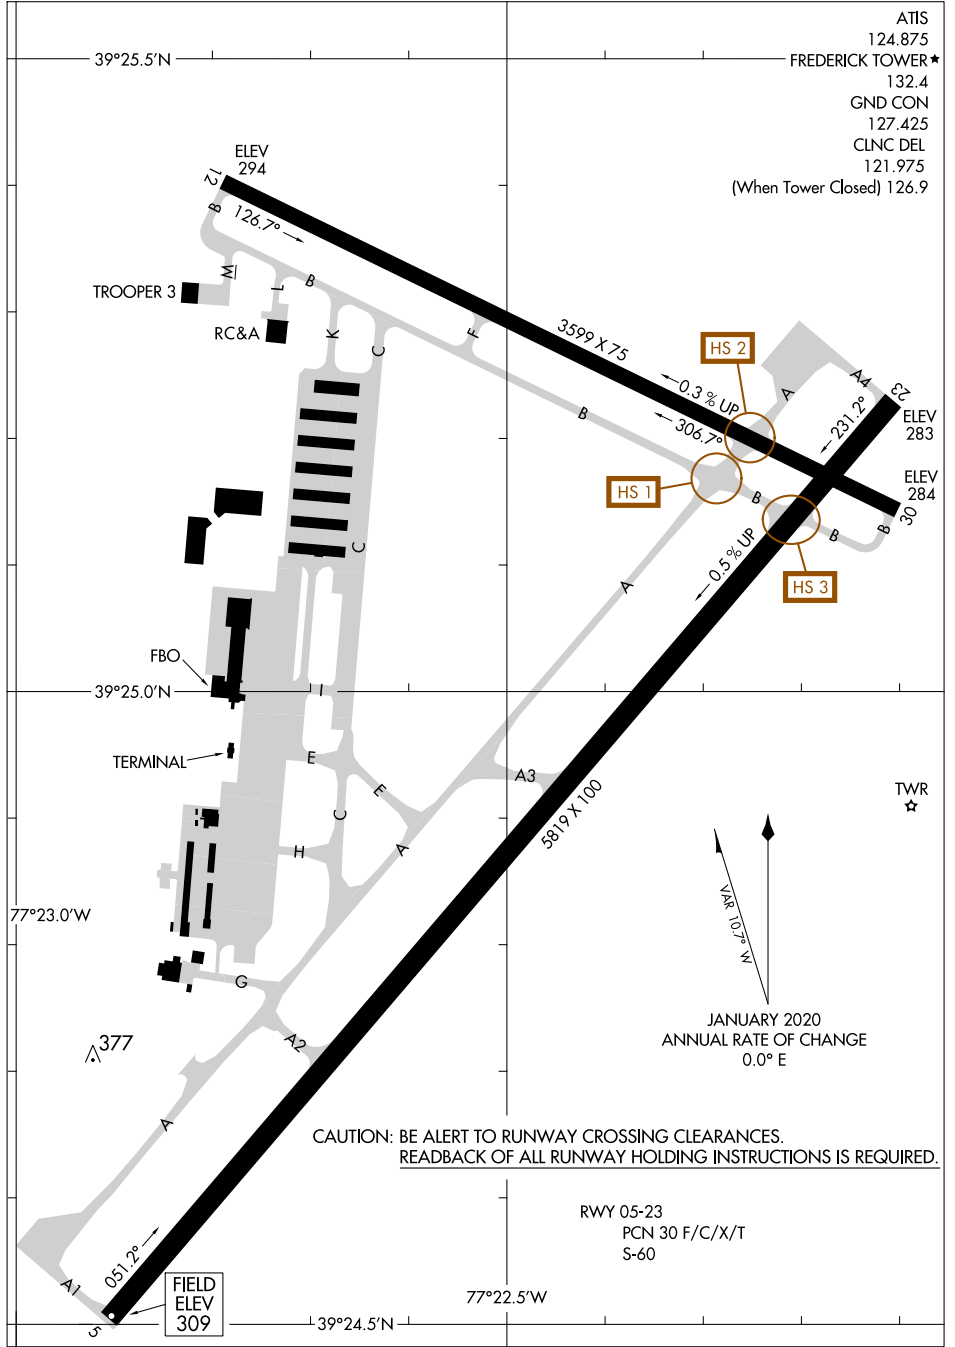 ATIS
124.875
FREDERICK TOWER★
132.4
GND CON
127.425
CLNC DEL
121.975
(When Tower Closed) 126.9
39°25.5'N
ELEV
294
12
B
126.7°
M
L
B
TROOPER 3
RC&A
K
C
F
3599 X 75
HS 2
0.3 % UP
306.7°
A
A4
23
231.2°
ELEV
283
B
HS 1
B
ELEV
284
30
B
B
HS 3
0.5 % UP
C
A
FBO
39°25.0'N
I
TERMINAL
E
E
A3
C
5819 X 100
TWR
H
A
VAR 10.7° W
77°23.0'W
G
JANUARY 2020
ANNUAL RATE OF CHANGE
0.0° E
377
A2
A
CAUTION: BE ALERT TO RUNWAY CROSSING CLEARANCES.
READBACK OF ALL RUNWAY HOLDING INSTRUCTIONS IS REQUIRED.
RWY 05-23
PCN 30 F/C/X/T
S-60
051.2°
A1
5
FIELD
ELEV
309
77°22.5'W
39°24.5'N